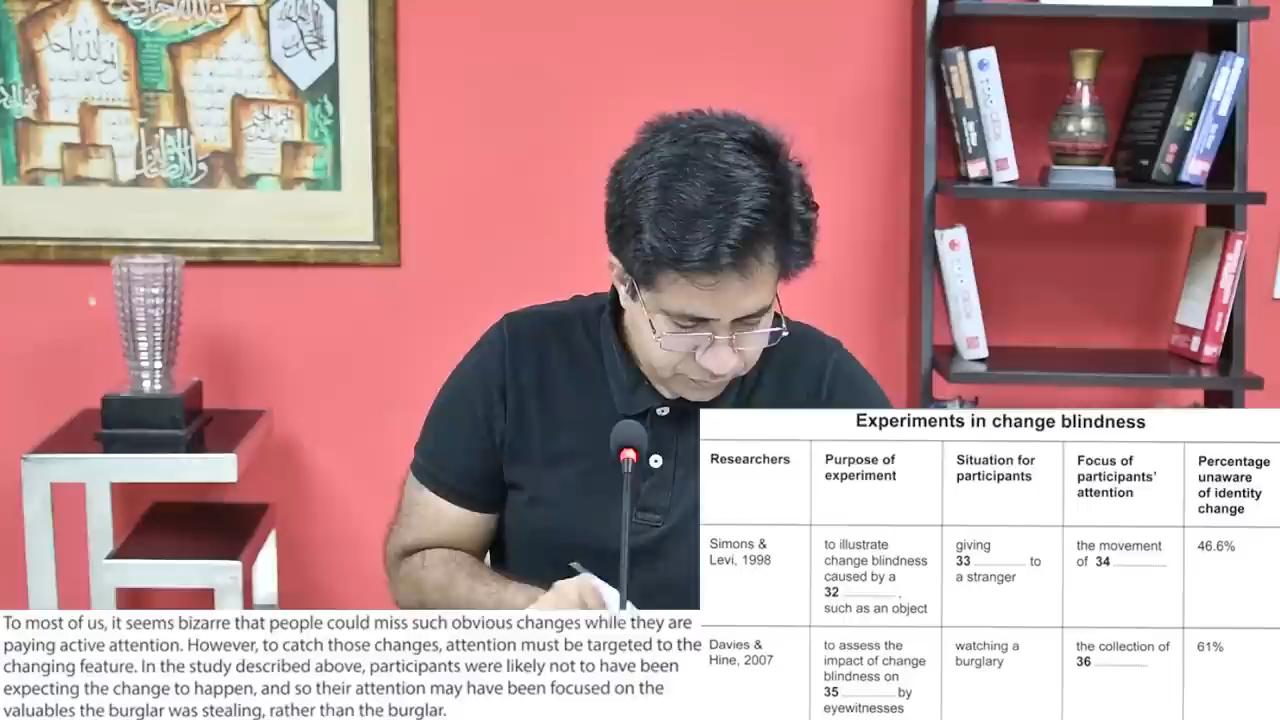 To most of us, it seems bizarre that people could miss such obvious changes while they are
paying active attention. However, to catch those changes, attention must be targeted to the
changing feature. In the study described above, participants were likely not to have been
expecting the change to happen, and so their attention may have been focused on the
valuables the burglar was stealing, rather than the burglar.
Experiments in change blindness
Researchers
Purpose of
experiment
Situation for
participants
Focus of
participants'
attention
Percentage
unaware
of identity
change
Simons &
Levi, 1998
to illustrate
change blindness
caused by a
32 ________ ,
such as an object
giving
33 ________ to
a stranger
the movement
of 34 ________
46.6%
Davies &
Hine, 2007
to assess the
impact of change
blindness on
35 ________ by
eyewitnesses
watching a
burglary
the collection of
36 ________
61%